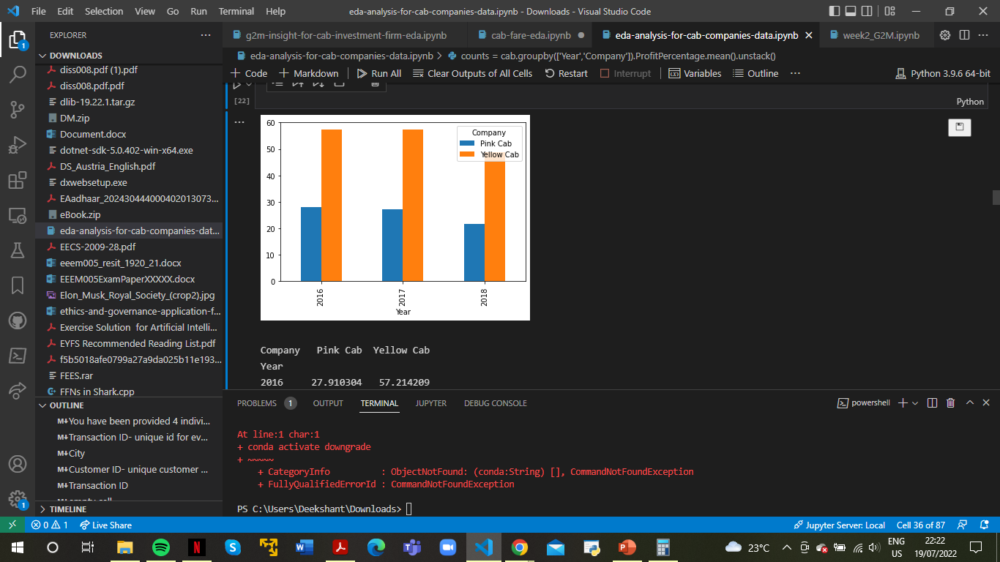 File Edit Selection View Go Run Terminal Help
eda-analysis-for-cab-companies-data.ipynb - Downloads - Visual Studio Code
EXPLORER
DOWNLOADS
diss008.pdf (1).pdf
diss008.pdf.pdf
dlib-19.22.1.tar.gz
DM.zip
Document.docx
dotnet-sdk-5.0.402-win-x64.exe
DS_Austria_English.pdf
dxwebsetup.exe
EAadhaar_202430444000402013073...
eBook.zip
eda-analysis-for-cab-companies-dat...
EECS-2009-28.pdf
eeem005_resit_1920_21.docx
EEEM005ExamPaperXXXXX.docx
Elon_Musk_Royal_Society_(crop2).jpg
ethics-and-governance-application-f...
Exercise Solution for Artificial Intelli...
EYFS Recommended Reading List.pdf
f5b5018afe0799a27a9da025b11e193...
FEES.rar
FFNs in Shark.cpp
OUTLINE
M↓You have been provided 4 indivi...
M↓Transaction ID- unique id for ev...
M↓City
M↓Customer ID- unique customer ...
M↓Transaction ID
TIMELINE
1
1
g2m-insight-for-cab-investment-firm-eda.ipynb
cab-fare-eda.ipynb
eda-analysis-for-cab-companies-data.ipynb
week2_G2M.ipynb
eda-analysis-for-cab-companies-data.ipynb > counts = cab.groupby(['Year','Company']).ProfitPercentage.mean().unstack()
+ Code + Markdown Run All Clear Outputs of All Cells Restart Interrupt Variables Outline ... Python 3.9.6 64-bit
[22]
Python
60
50
40
30
20
10
0
Company
Pink Cab
Yellow Cab
2016
2017
2018
Year
Company Pink Cab Yellow Cab
Year
2016 27.910304 57.214209
PROBLEMS 1 OUTPUT TERMINAL JUPYTER DEBUG CONSOLE
powershell
At line:1 char:1
+ conda activate downgrade
+ ~~~~~
+ CategoryInfo : ObjectNotFound: (conda:String) [], CommandNotFoundException
+ FullyQualifiedErrorId : CommandNotFoundException
PS C:\Users\Deekshant\Downloads>
0 1 Live Share
Jupyter Server: Local Cell 36 of 87
23°C
ENG
US
22:22
19/07/2022